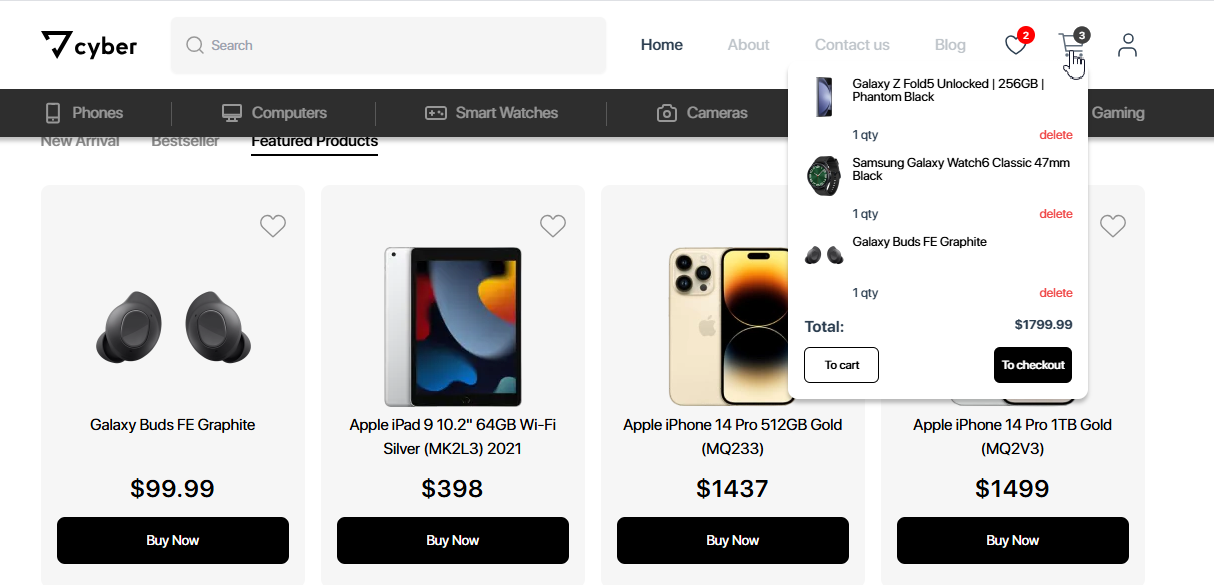 cyber
Search
Home
About
Contact us
Blog
2
3
Phones
Computers
Smart Watches
Cameras
Gaming
New Arrival
Bestseller
Featured Products
Galaxy Z Fold5 Unlocked | 256GB |
Phantom Black
1 qty
delete
Samsung Galaxy Watch6 Classic 47mm
Black
1 qty
delete
Galaxy Buds FE Graphite
1 qty
delete
Total:
$1799.99
To cart
To checkout
Galaxy Buds FE Graphite
$99.99
Buy Now
Apple iPad 9 10.2" 64GB Wi-Fi
Silver (MK2L3) 2021
$398
Buy Now
Apple iPhone 14 Pro 512GB Gold
(MQ233)
$1437
Buy Now
Apple iPhone 14 Pro 1TB Gold
(MQ2V3)
$1499
Buy Now